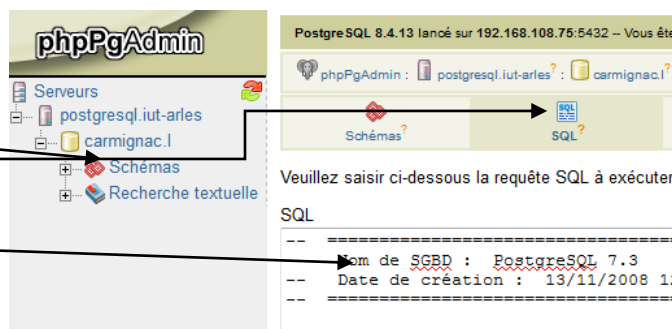 phpPgAdmin
Serveurs
postgresql.iut-arles
carmignac.l
Schémas
Recherche textuelle
PostgreSQL 8.4.13 lancé sur 192.168.108.75:5432 -- Vous ête
phpPgAdmin : postgresql.iut-arles? : carmignac.l?
Schémas?
SQL?
Veuillez saisir ci-dessous la requête SQL à exécuter
SQL
-- ==============================
Nom de SGBD : PostgreSQL 7.3
-- Date de création : 13/11/2008 1
-- ==============================